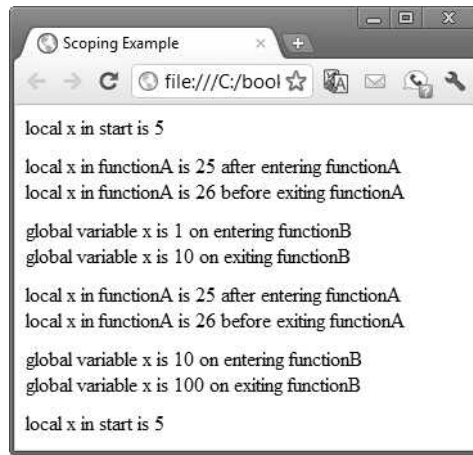 Scoping Example
file:///C:/bool
local x in start is 5
local x in functionA is 25 after entering functionA
local x in functionA is 26 before exiting functionA
global variable x is 1 on entering functionB
global variable x is 10 on exiting functionB
local x in functionA is 25 after entering functionA
local x in functionA is 26 before exiting functionA
global variable x is 10 on entering functionB
global variable x is 100 on exiting functionB
local x in start is 5